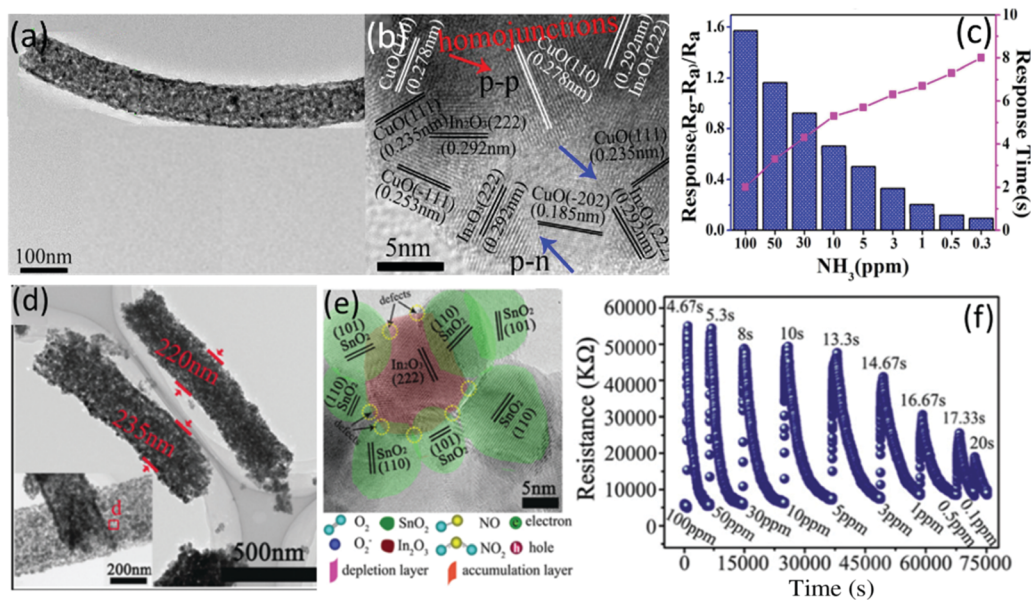 (a)
100nm
(b)
homojunctions
p-p
CuO(110)
(0.278nm)
CuO(110)
(0.278nm)
In₂O₃(222)
(0.292nm)
CuO(111)
(0.235nm)
In₂O₃(222)
0.292nm)
CuO(111)
(0.235nm)
CuO(-111)
(0.253nm)
In₂O₃(222)
(0.292nm)
CuO(-202)
(0.185nm)
In₂O₃(222)
(0.292nm)
p-n
5nm
(c)
Response(Rg-Ra)/Ra
1.6
1.2
0.8
0.4
0.0
100 50 30 10 5 3 1 0.5 0.3
NH₃(ppm)
10
8
6
4
2
0
Response Time(s)
(d)
220nm
235nm
d
200nm
500nm
(e)
defects
(101)
SnO₂
(110)
SnO₂
SnO₂
(101)
In₂O₃
(222)
(110)
SnO₂
defects
SnO₂
(110)
(101)
SnO₂
SnO₂
(110)
5nm
O₂ SnO₂ NO e electron
O₂⁻ In₂O₃ NO₂ h hole
depletion layer accumulation layer
(f)
Resistance (KΩ)
60000
50000
40000
30000
20000
10000
0
4.67s
5.3s
8s
10s
13.3s
14.67s
16.67s
17.33s
20s
100ppm
50ppm
30ppm
10ppm
5ppm
3ppm
1ppm
0.5ppm
0.1ppm
0 15000 30000 45000 60000 75000
Time (s)